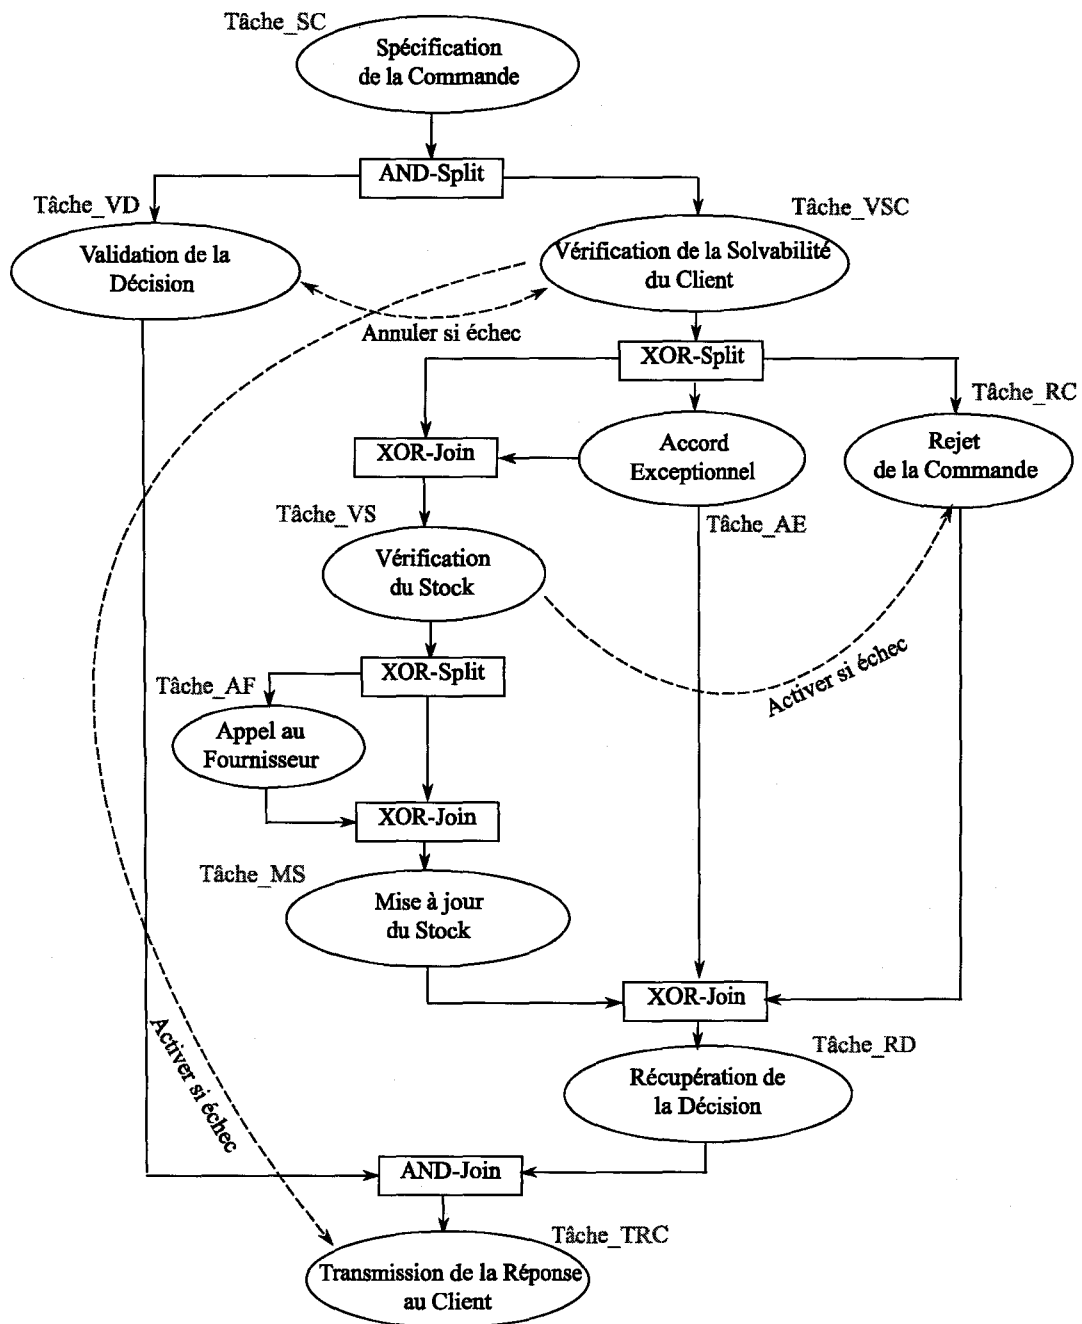 Tâche_SC
Spécification
de la Commande
AND-Split
Tâche_VD
Tâche_VSC
Validation de la
Décision
Vérification de la Solvabilité
du Client
Annuler si échec
XOR-Split
Tâche_RC
XOR-Join
Accord
Exceptionnel
Rejet
de la Commande
Tâche_VS
Tâche_AE
Vérification
du Stock
XOR-Split
Activer si échec
Tâche_AF
Appel au
Fournisseur
XOR-Join
Tâche_MS
Mise à jour
du Stock
XOR-Join
Tâche_RD
Activer si échec
Récupération de
la Décision
AND-Join
Tâche_TRC
Transmission de la Réponse
au Client